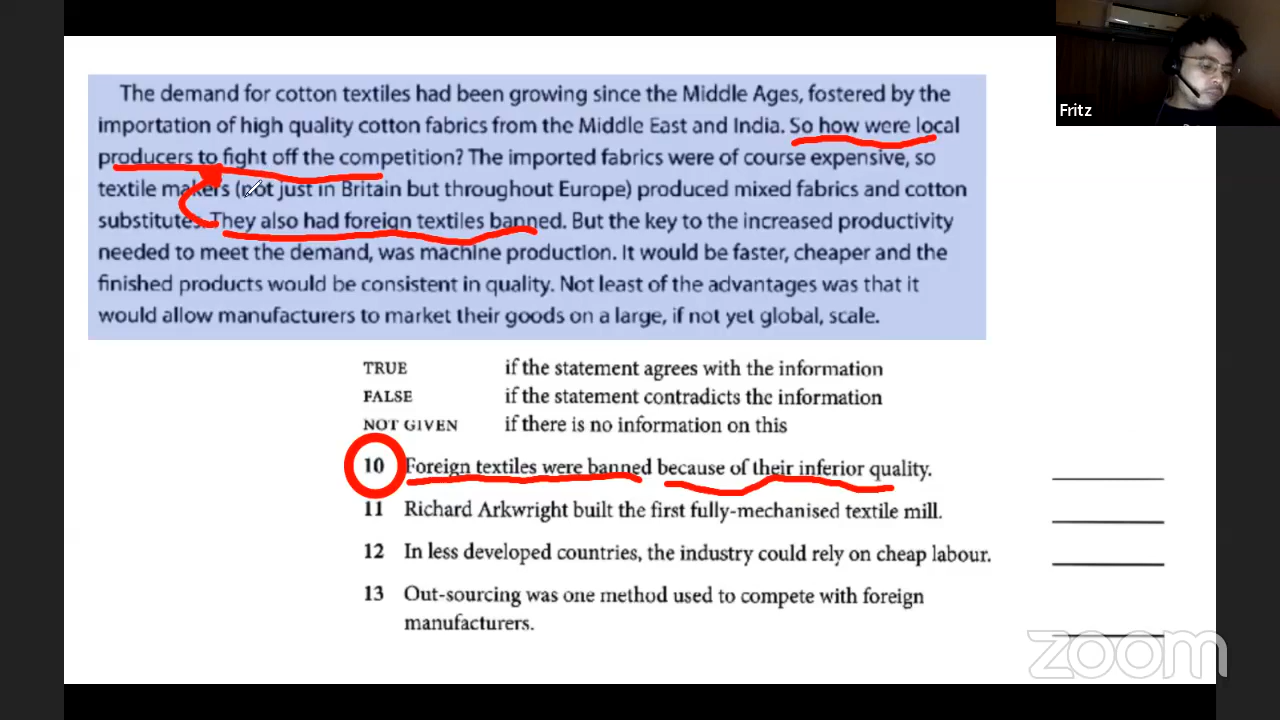 The demand for cotton textiles had been growing since the Middle Ages, fostered by the
importation of high quality cotton fabrics from the Middle East and India. So how were local
producers to fight off the competition? The imported fabrics were of course expensive, so
textile makers (not just in Britain but throughout Europe) produced mixed fabrics and cotton
substitutes. They also had foreign textiles banned. But the key to the increased productivity
needed to meet the demand, was machine production. It would be faster, cheaper and the
finished products would be consistent in quality. Not least of the advantages was that it
would allow manufacturers to market their goods on a large, if not yet global, scale.
TRUE if the statement agrees with the information
FALSE if the statement contradicts the information
NOT GIVEN if there is no information on this
10 Foreign textiles were banned because of their inferior quality.
11 Richard Arkwright built the first fully-mechanised textile mill.
12 In less developed countries, the industry could rely on cheap labour.
13 Out-sourcing was one method used to compete with foreign
manufacturers.
Fritz
zoom